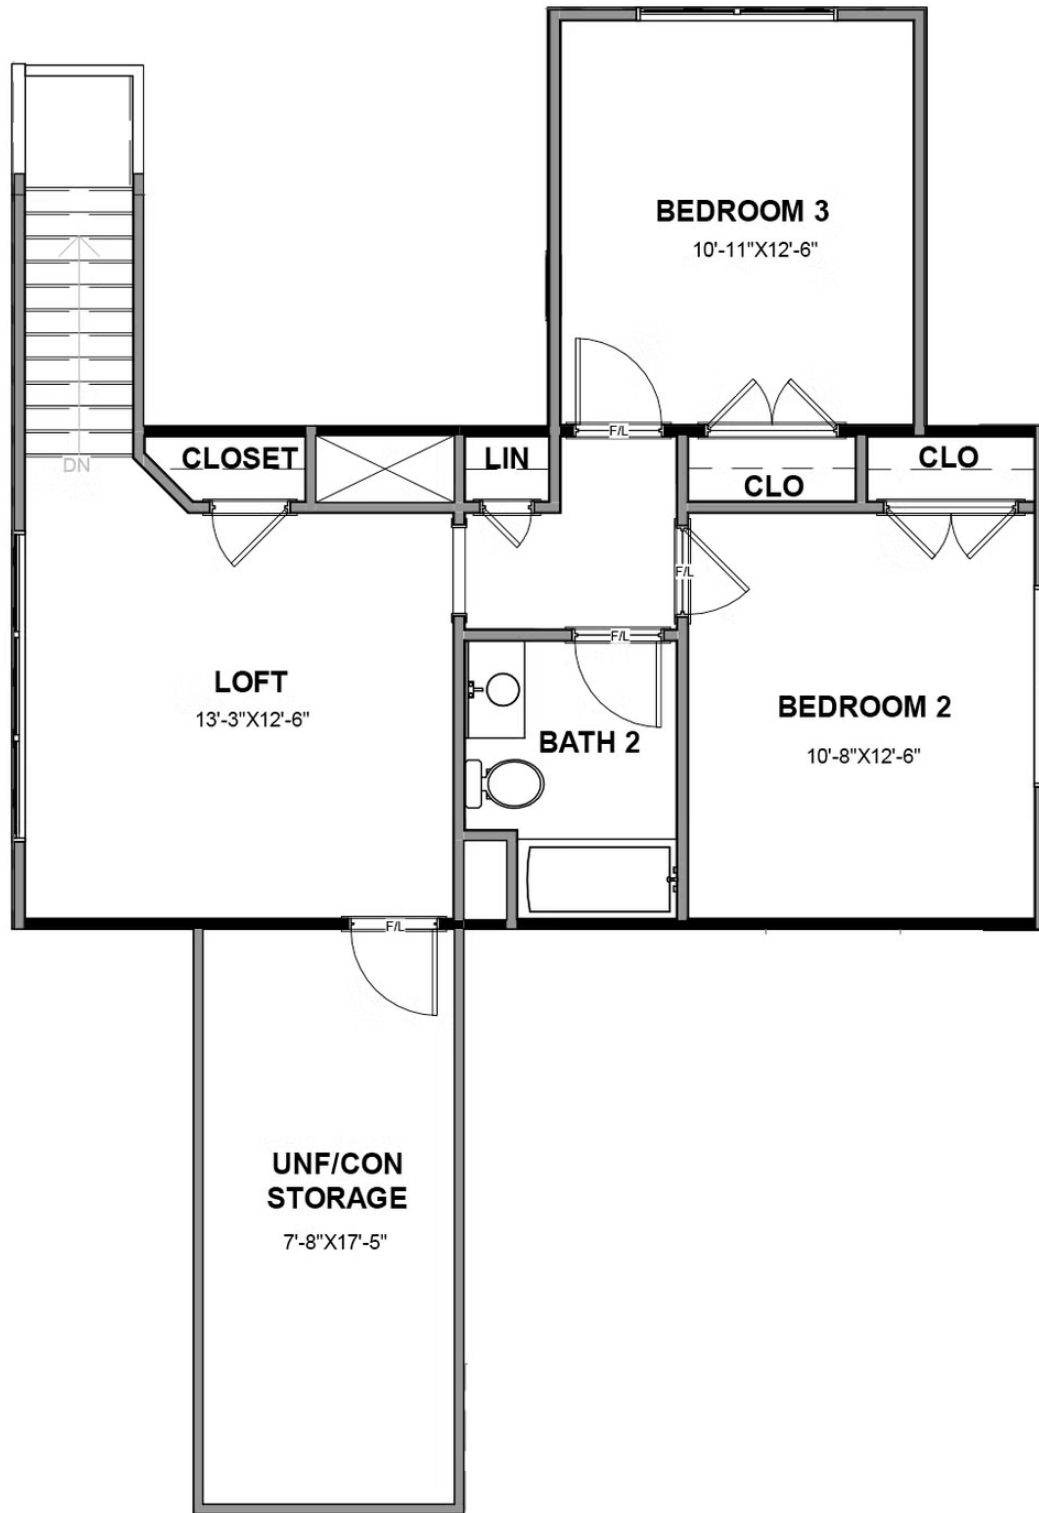 BEDROOM 3
10'-11"X12'-6"
F/L
CLOSET
LIN
CLO
CLO
DN
F/L
F/L
LOFT
13'-3"X12'-6"
BEDROOM 2
10'-8"X12'-6"
BATH 2
F/L
UNF/CON
STORAGE
7'-8"X17'-5"